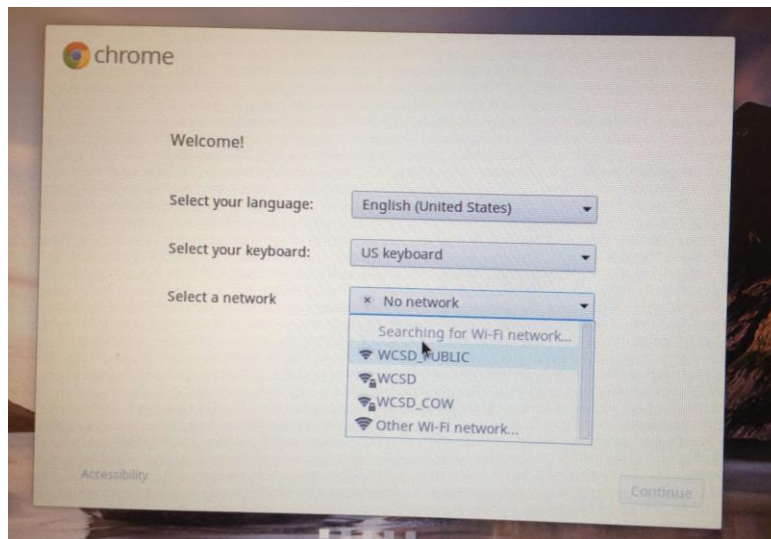 chrome
Welcome!
Select your language: English (United States)
Select your keyboard: US keyboard
Select a network × No network
Searching for Wi-Fi network...
WCSD_PUBLIC
WCSD
WCSD_COW
Other Wi-Fi network...
Accessibility
Continue